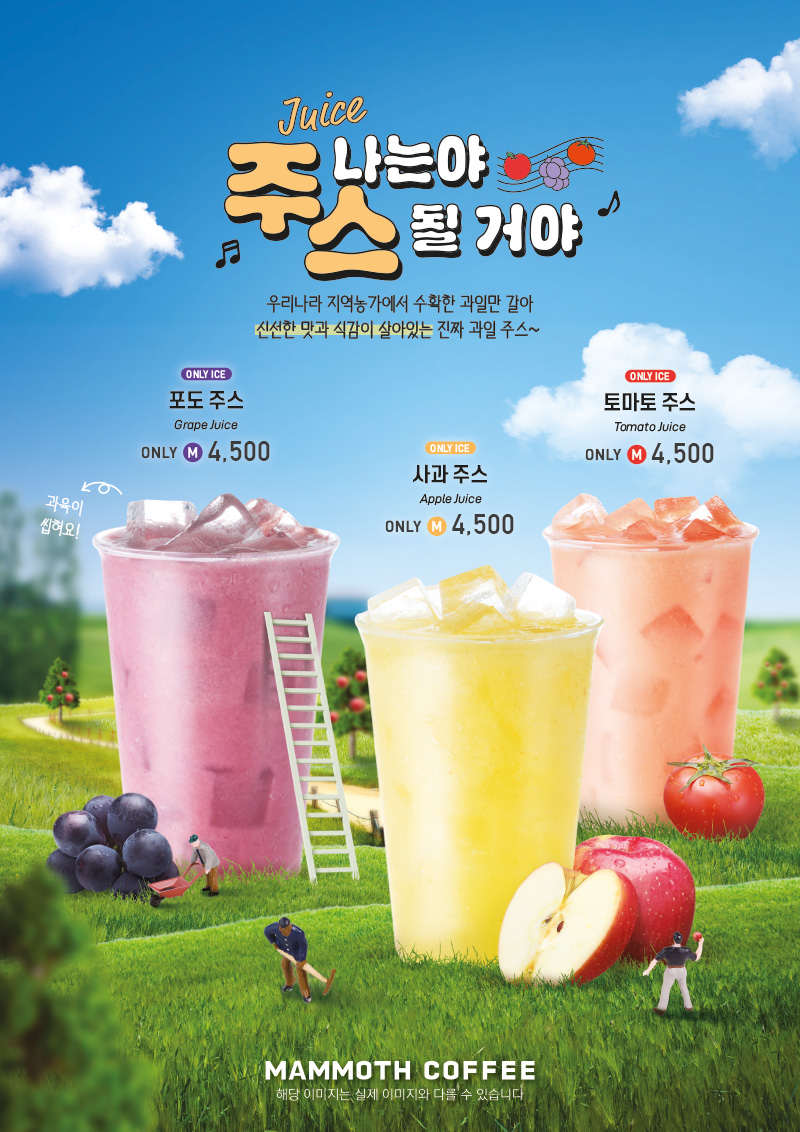 Juice
주 나는야
스 될 거야
우리나라 지역농가에서 수확한 과일만 갈아
신선한 맛과 식감이 살아있는 진짜 과일 주스~
ONLY ICE
포도 주스
Grape Juice
ONLY M 4,500
과육이
씹혀요!
ONLY ICE
사과 주스
Apple Juice
ONLY M 4,500
ONLY ICE
토마토 주스
Tomato Juice
ONLY M 4,500
MAMMOTH COFFEE
해당 이미지는 실제 이미지와 다를 수 있습니다